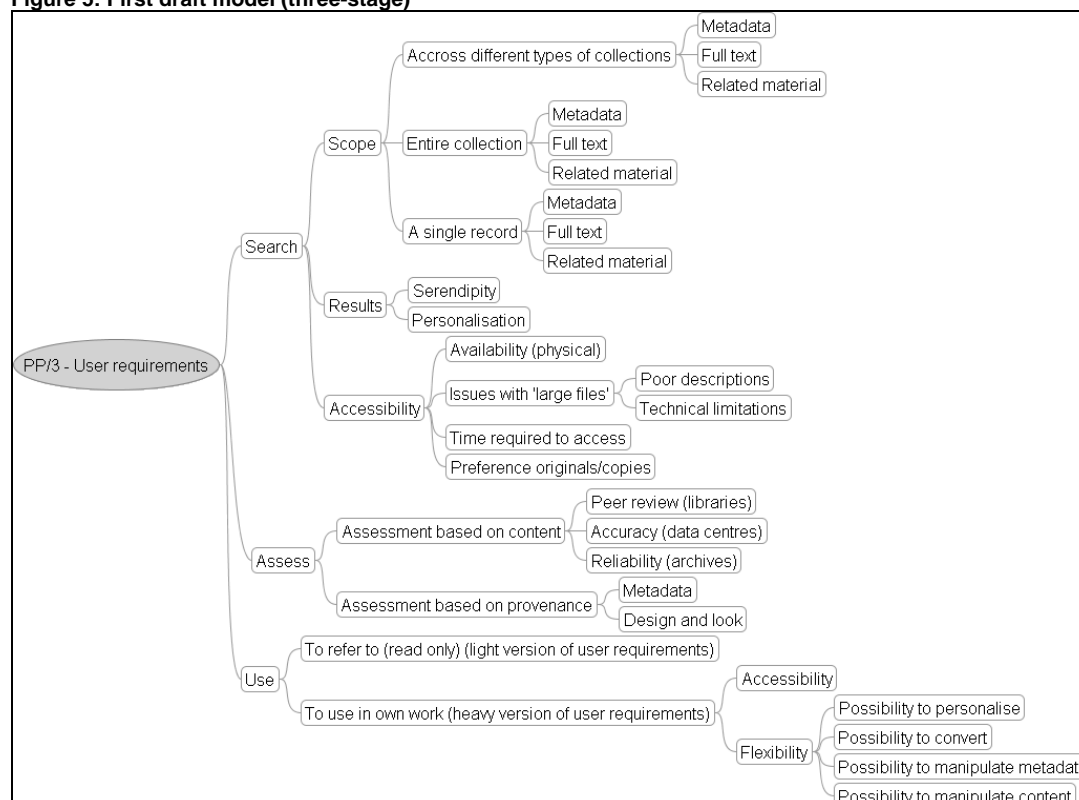 Figure 5: First draft model (three-stage)
PP/3 - User requirements
Search
Scope
Accross different types of collections
Metadata
Full text
Related material
Entire collection
Metadata
Full text
Related material
A single record
Metadata
Full text
Related material
Results
Serendipity
Personalisation
Accessibility
Availability (physical)
Issues with 'large files'
Poor descriptions
Technical limitations
Time required to access
Preference originals/copies
Assess
Assessment based on content
Peer review (libraries)
Accuracy (data centres)
Reliability (archives)
Assessment based on provenance
Metadata
Design and look
Use
To refer to (read only) (light version of user requirements)
To use in own work (heavy version of user requirements)
Accessibility
Flexibility
Possibility to personalise
Possibility to convert
Possibility to manipulate metadat
Possibility to manipulate content